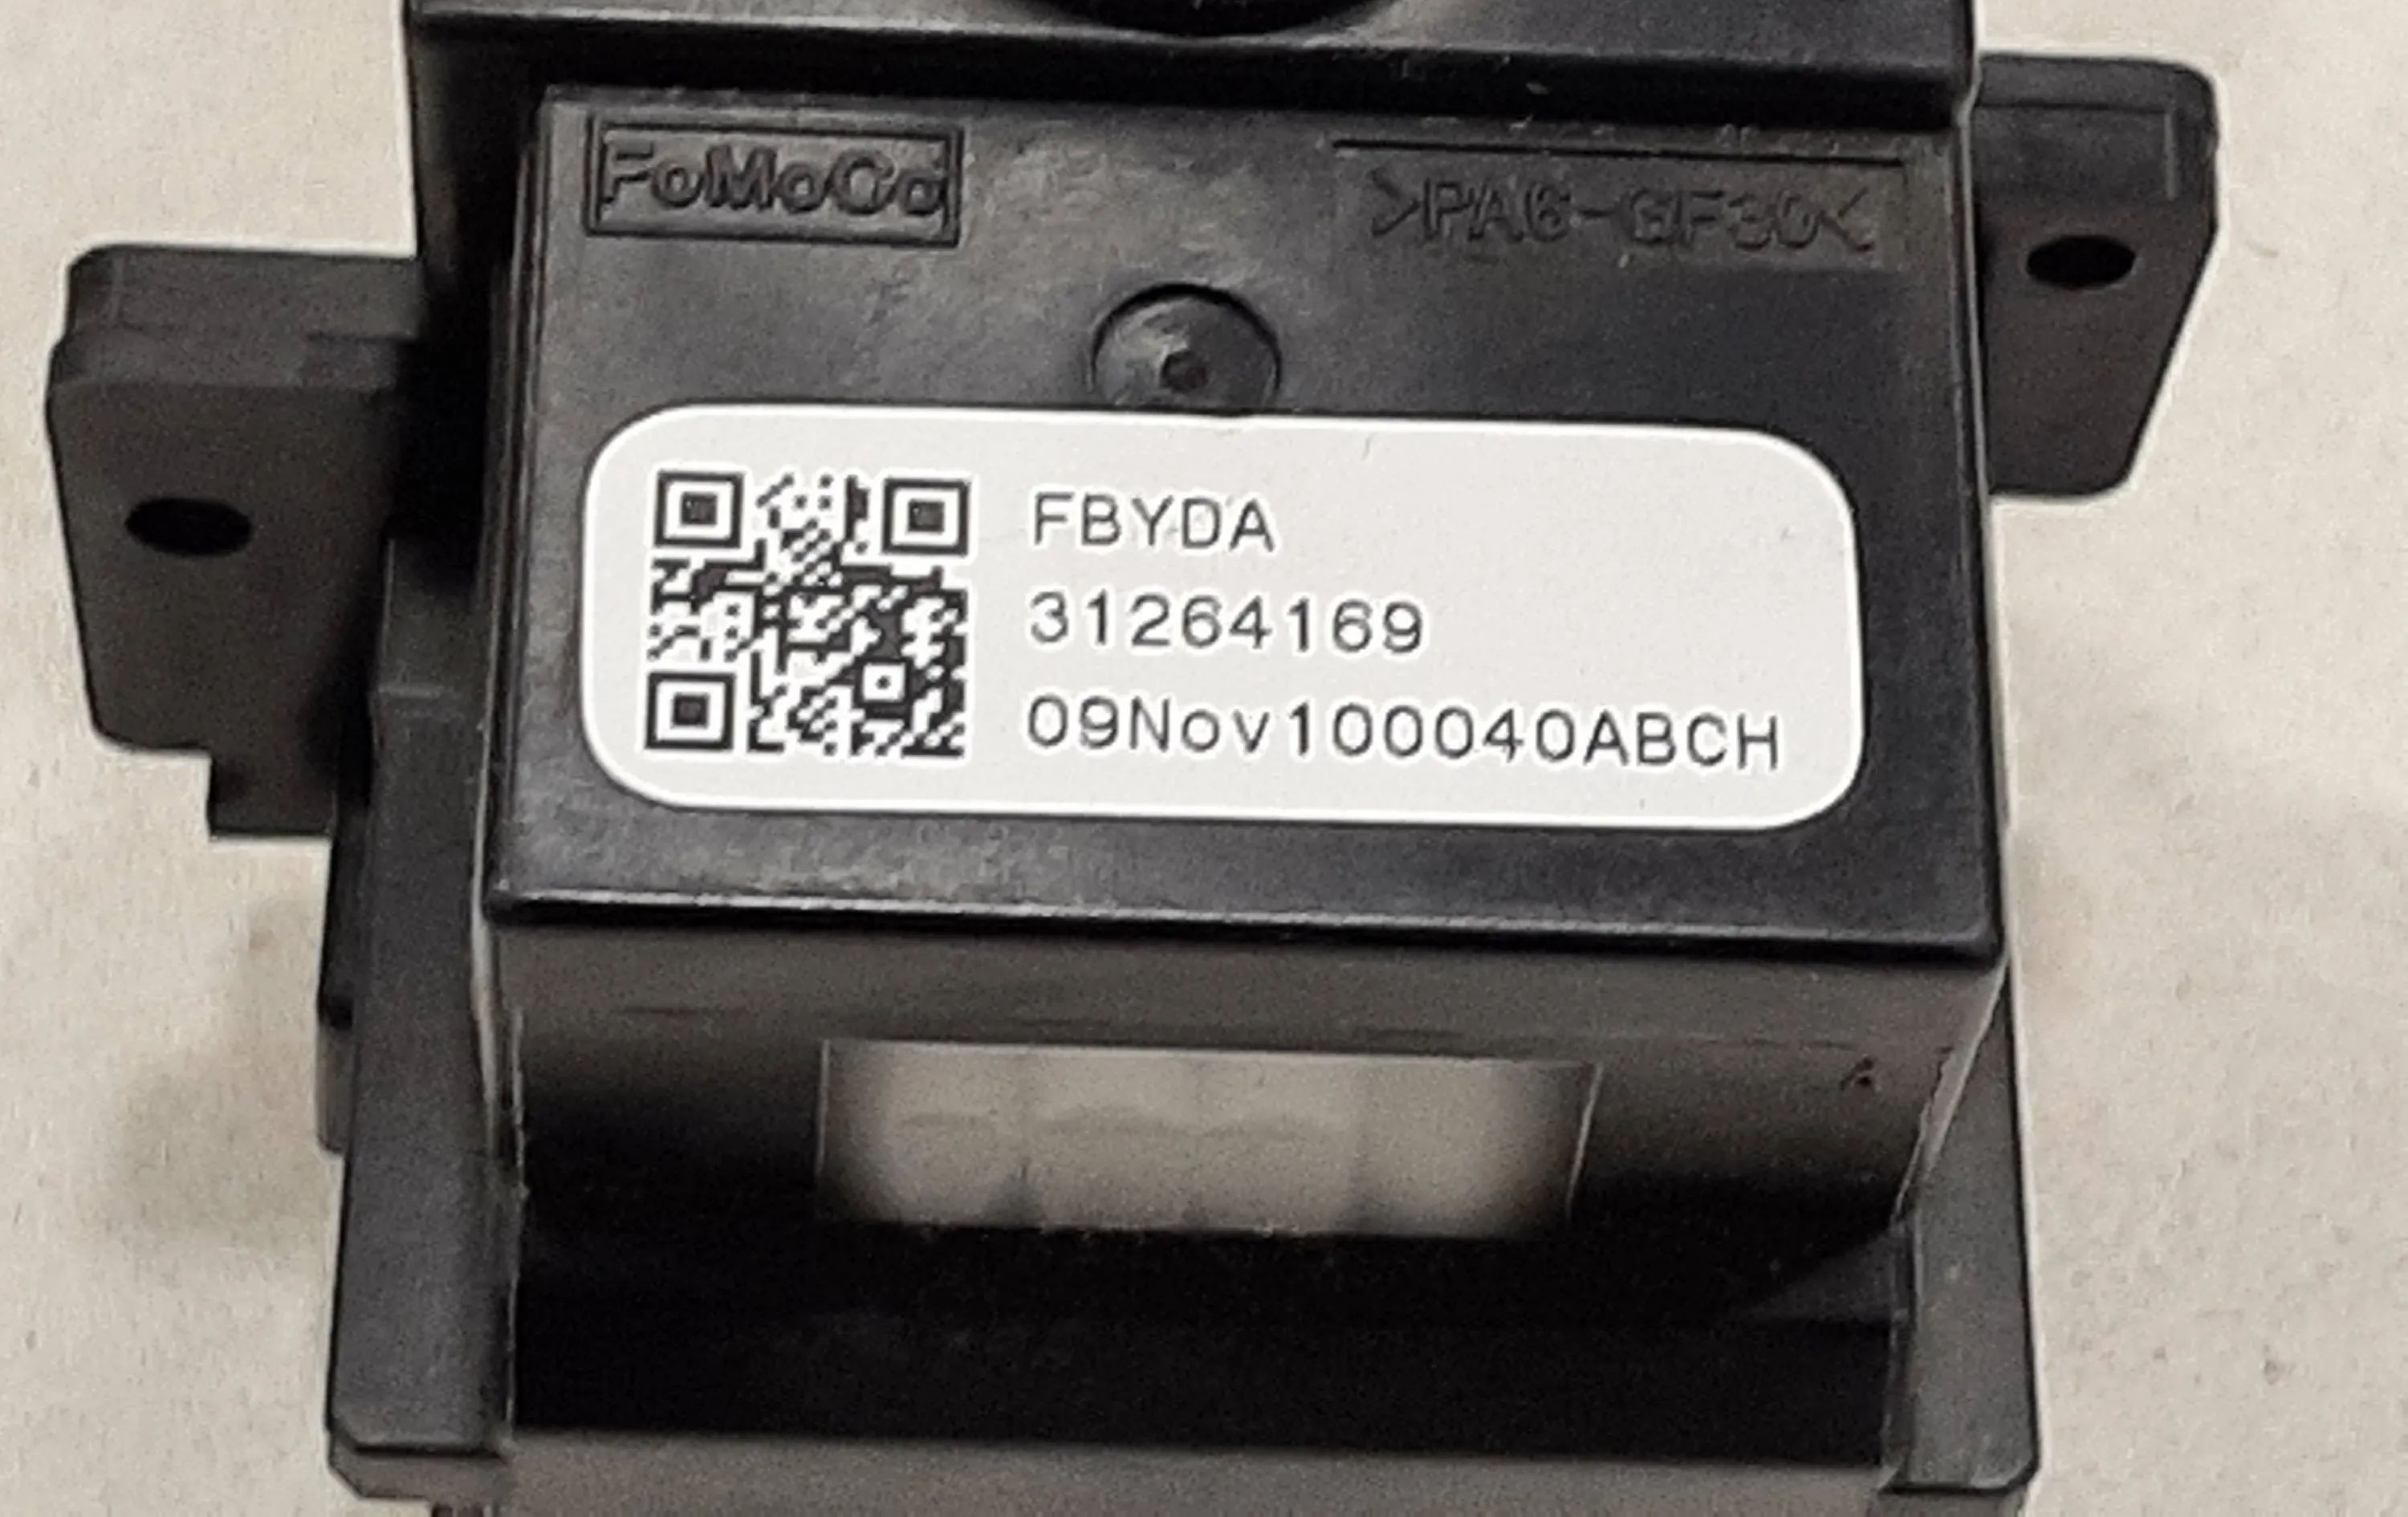 FoMoCo
>PA6-GF30<
FBYDA
31264169
09Nov100040ABCH